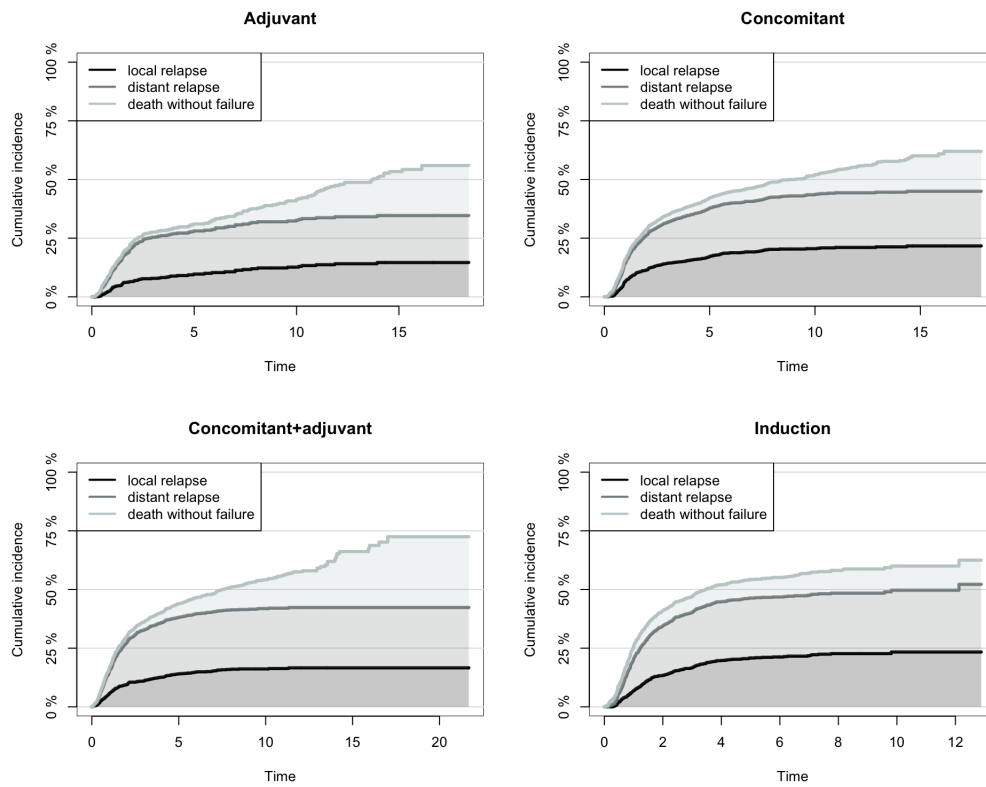 Adjuvant
Cumulative incidence
0 %
25 %
50 %
75 %
100 %
local relapse
distant relapse
death without failure
0 5 10 15
Time
Concomitant
Cumulative incidence
0 %
25 %
50 %
75 %
100 %
local relapse
distant relapse
death without failure
0 5 10 15
Time
Concomitant+adjuvant
Cumulative incidence
0 %
25 %
50 %
75 %
100 %
local relapse
distant relapse
death without failure
0 5 10 15 20
Time
Induction
Cumulative incidence
0 %
25 %
50 %
75 %
100 %
local relapse
distant relapse
death without failure
0 2 4 6 8 10 12
Time